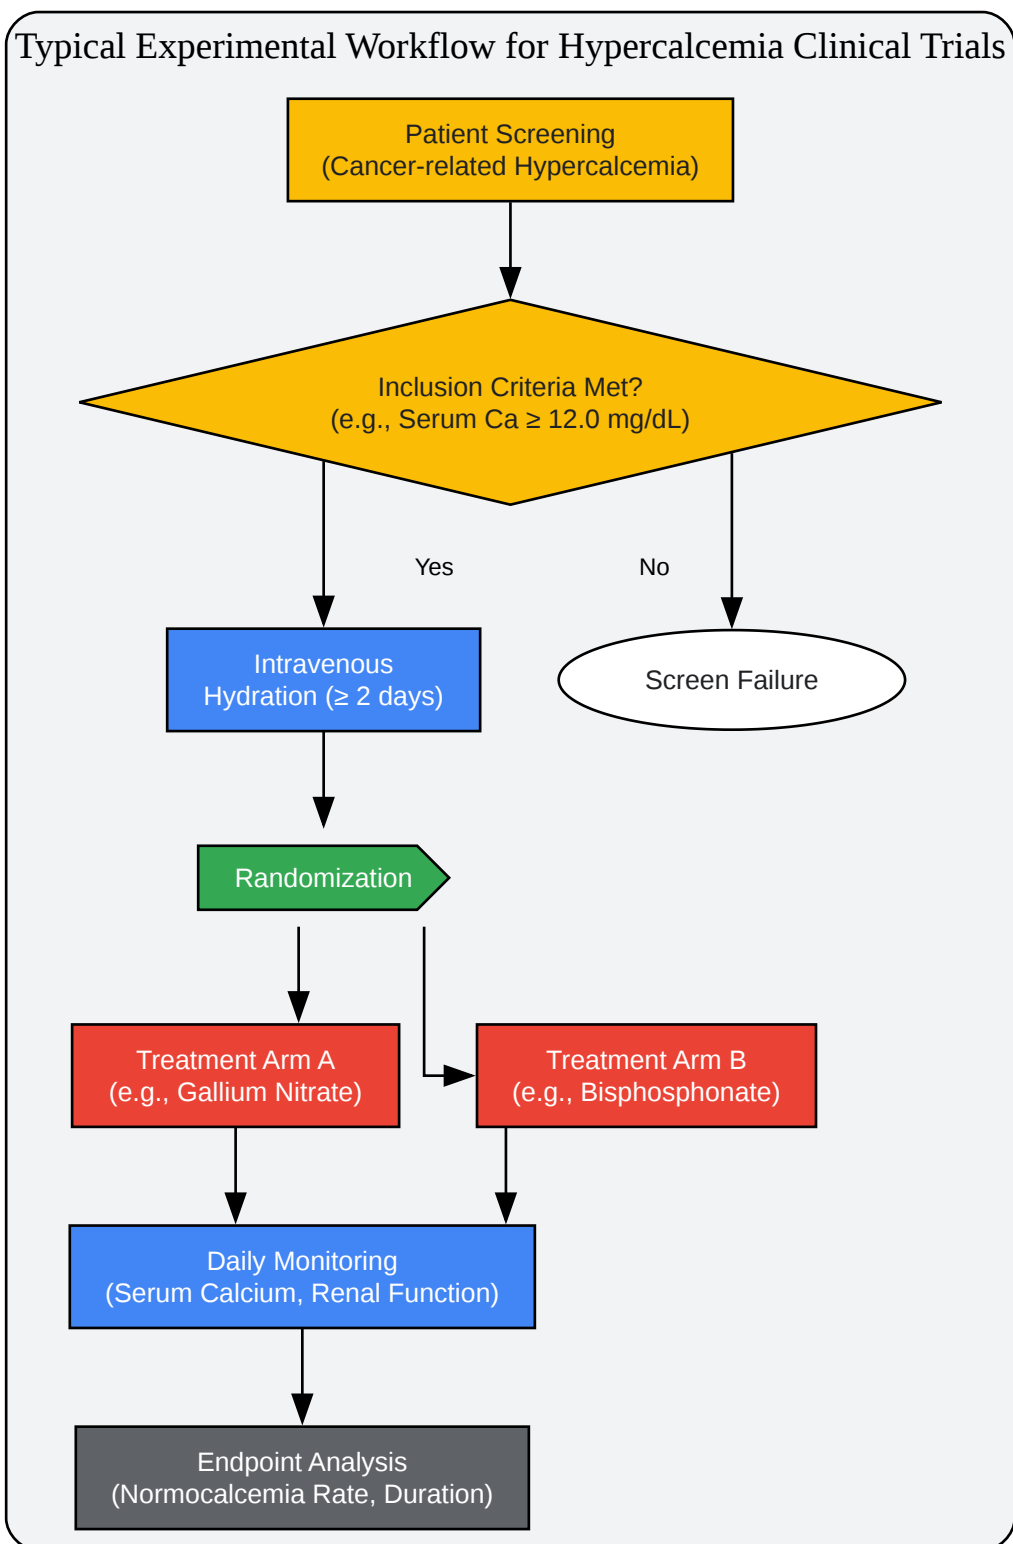 Typical Experimental Workflow for Hypercalcemia Clinical Trials
Patient Screening
(Cancer-related Hypercalcemia)
Inclusion Criteria Met?
(e.g., Serum Ca ≥ 12.0 mg/dL)
Yes
No
Intravenous
Hydration (≥ 2 days)
Screen Failure
Randomization
Treatment Arm A
(e.g., Gallium Nitrate)
Treatment Arm B
(e.g., Bisphosphonate)
Daily Monitoring
(Serum Calcium, Renal Function)
Endpoint Analysis
(Normocalcemia Rate, Duration)